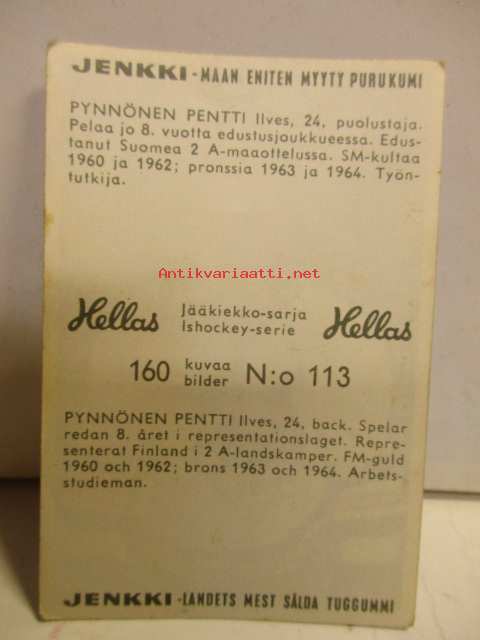 JENKKI - MAAN ENITEN MYYTY PURUKUMI
PYNNÖNEN PENTTI Ilves, 24, puolustaja.
Pelaa jo 8. vuotta edustusjoukkueessa. Edus-
tanut Suomea 2 A-maaottelussa. SM-kultaa
1960 ja 1962; pronssia 1963 ja 1964. Työn-
tutkija.
Antikvariaatti.net
Hellas Jääkiekko-sarja Hellas
Ishockey-serie
160 kuvaa N:o 113
bilder
PYNNÖNEN PENTTI Ilves, 24, back. Spelar
redan 8. året i representationslaget. Repre-
senterat Finland i 2 A-landskamper. FM-guld
1960 och 1962; brons 1963 och 1964. Arbets-
studieman.
JENKKI - LANDETS MEST SÅLDA TUGGUMMI